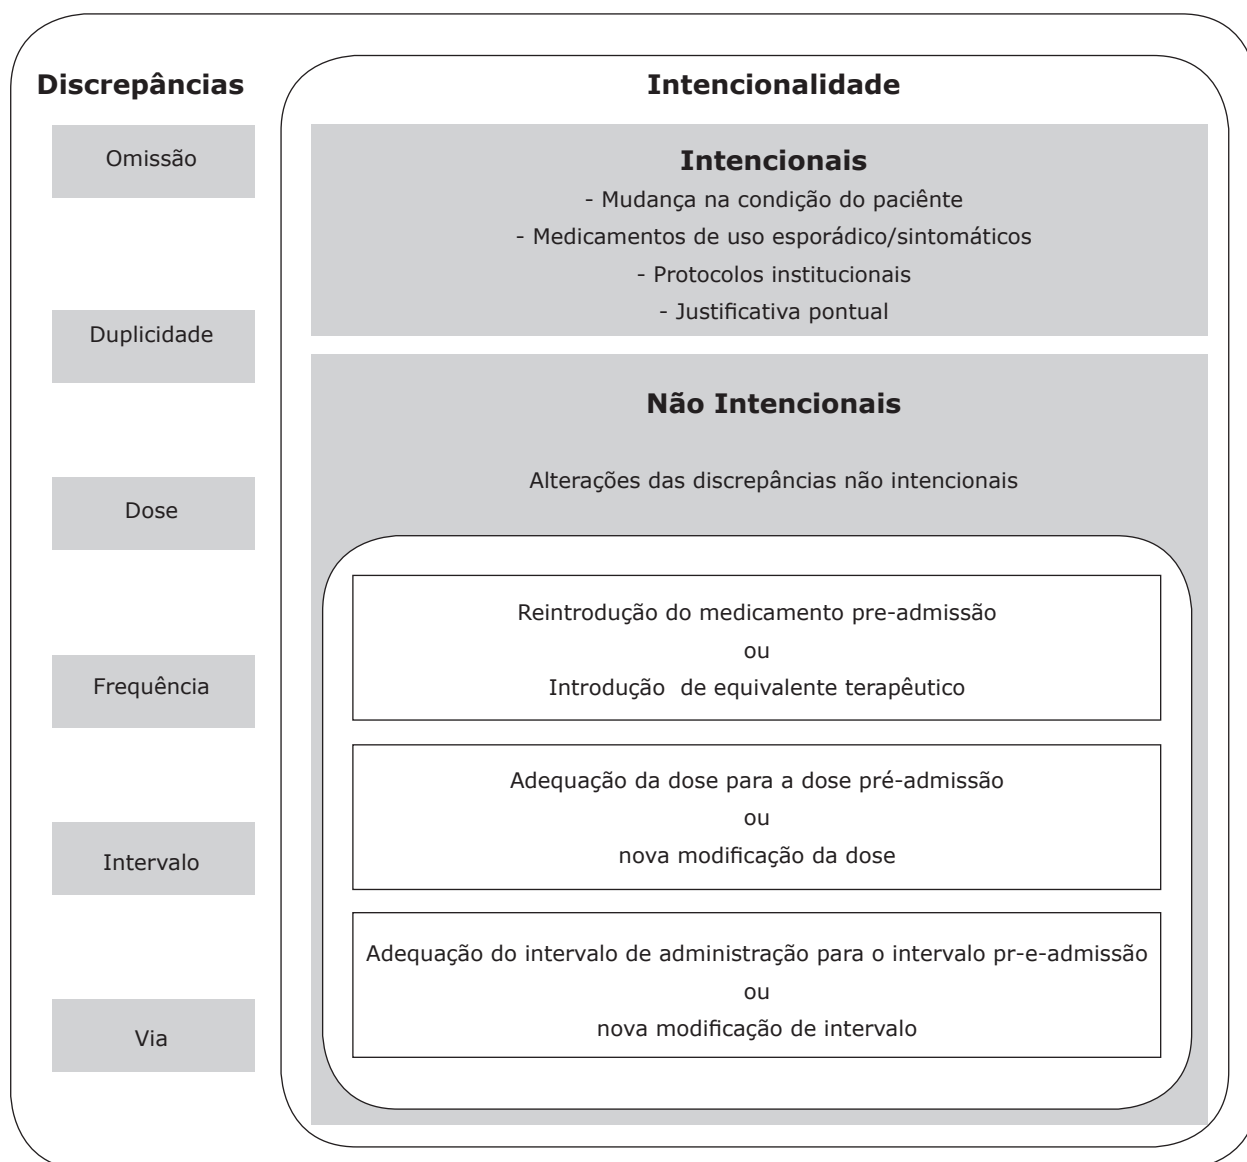 Discrepâncias
Omissão
Duplicidade
Dose
Frequência
Intervalo
Via
Intencionalidade
Intencionais
- Mudança na condição do paciênte
- Medicamentos de uso esporádico/sintomáticos
- Protocolos institucionais
- Justificativa pontual
Não Intencionais
Alterações das discrepâncias não intencionais
Reintrodução do medicamento pre-admissão
ou
Introdução de equivalente terapêutico
Adequação da dose para a dose pré-admissão
ou
nova modificação da dose
Adequação do intervalo de administração para o intervalo pr-e-admissão
ou
nova modificação de intervalo